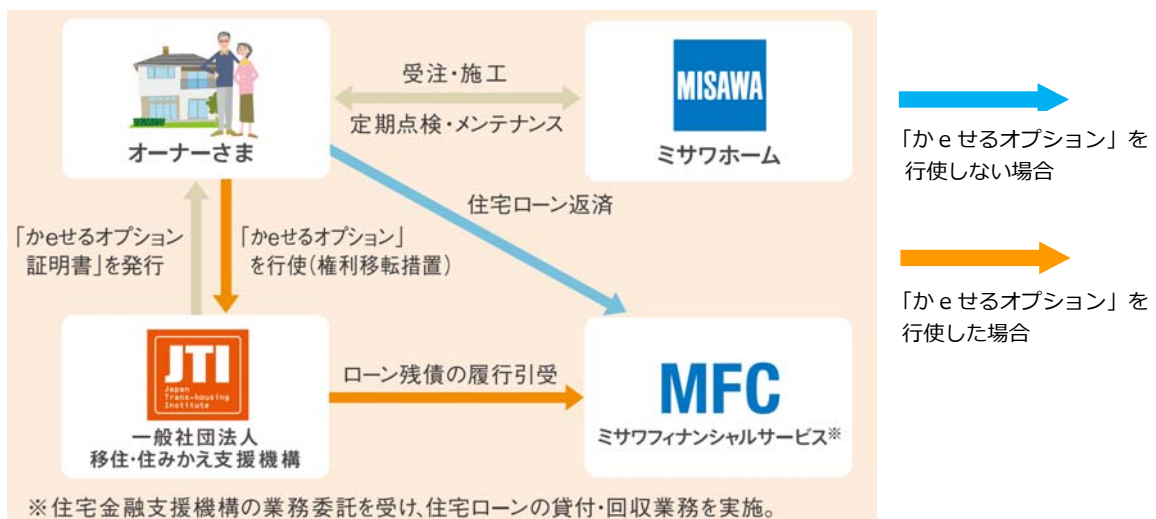 受注・施工
MISAWA
定期点検・メンテナンス
オーナーさま
ミサワホーム
「かeせるオプション」を
行使しない場合
住宅ローン返済
「かeせるオプション
証明書」を発行
「かeせるオプション」
を行使(権利移転措置)
「かeせるオプション」を
行使した場合
JTI
Japan
Trans-housing
Institute
ローン残債の履行引受
MFC
一般社団法人
移住・住みかえ支援機構
ミサワフィナンシャルサービス※
※住宅金融支援機構の業務委託を受け、住宅ローンの貸付・回収業務を実施。